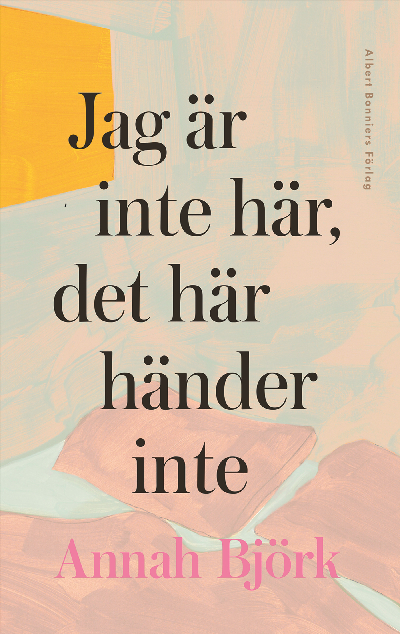 Albert Bonniers Förlag
Jag är
inte här,
det här
händer
inte
Annah Björk